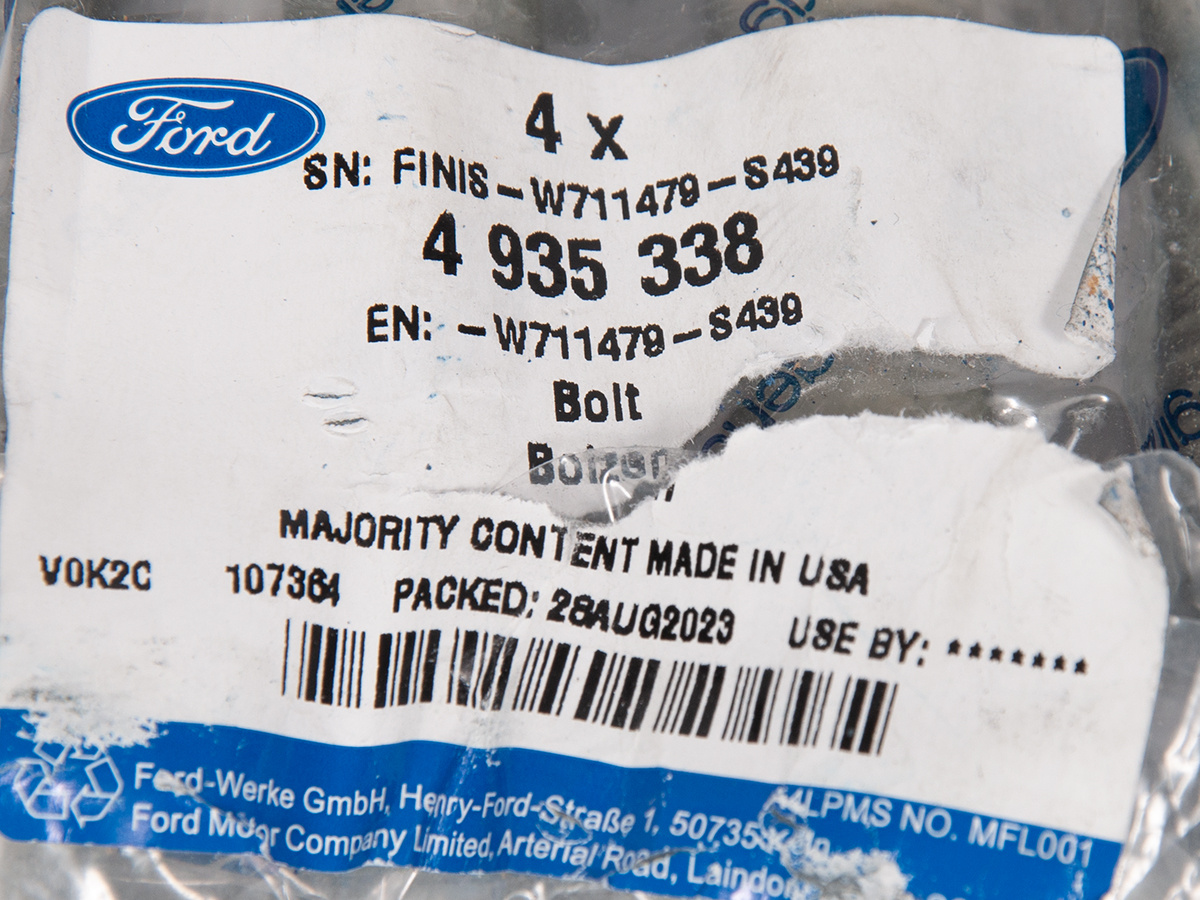 Ford
4 x
SN: FINIS-W711479-S439
4 935 338
EN: -W711479-S439
Bolt
Bolzen
MAJORITY CONTENT MADE IN USA
V0K2C 107364 PACKED: 28AUG2023 USE BY: *******
Ford-Werke GmbH, Henry-Ford-Straße 1, 50735 LPMS NO. MFL001
Ford Motor Company Limited, Arterial Road, Laindon